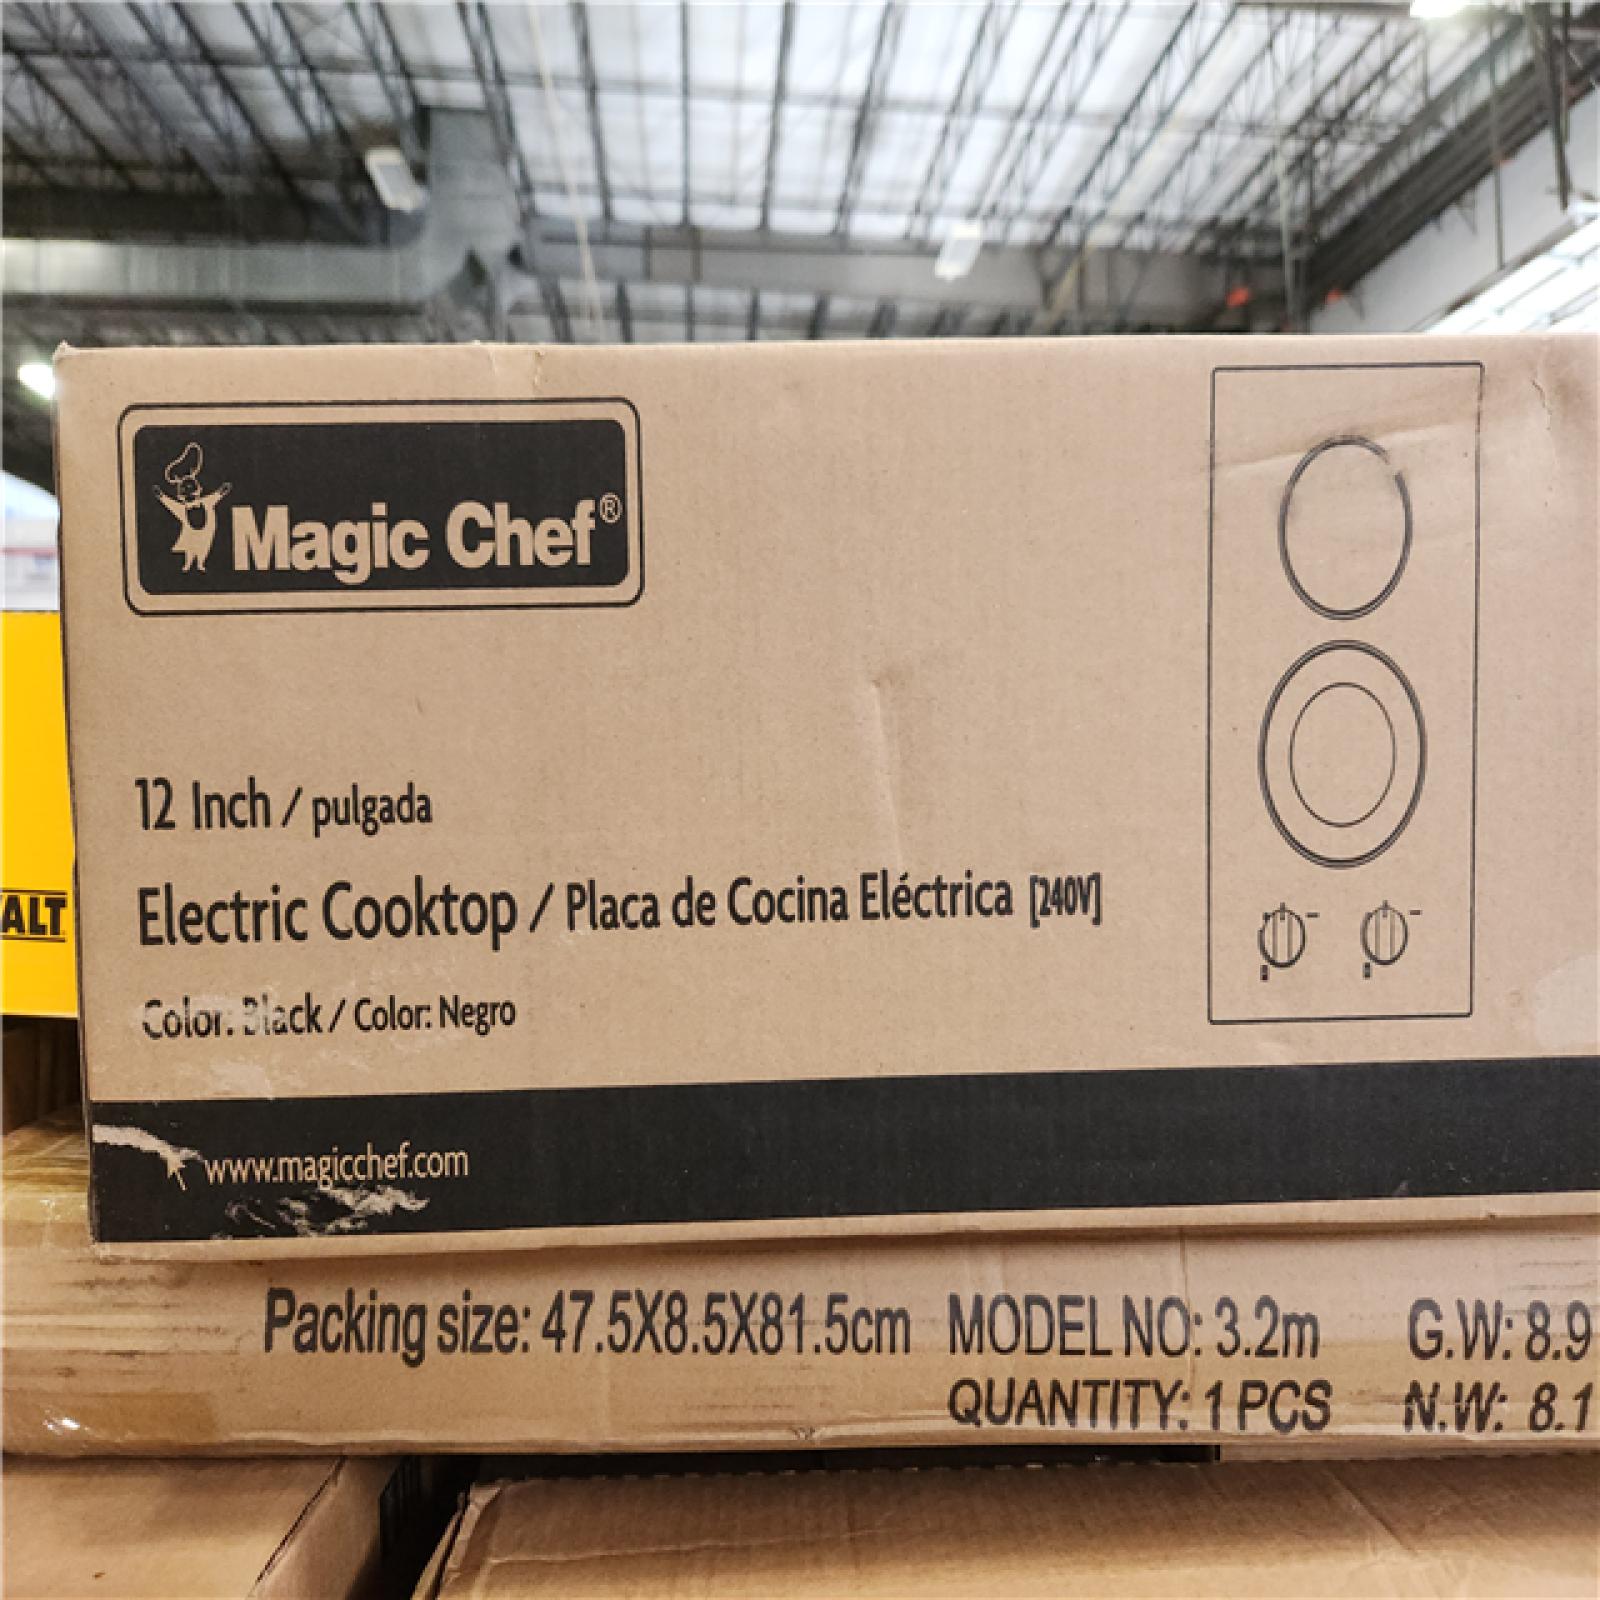 Magic Chef®
12 Inch / pulgada
Electric Cooktop / Placa de Cocina Eléctrica [240V]
Color: Black / Color: Negro
ALT
www.magicchef.com
Packing size: 47.5X8.5X81.5cm MODEL NO: 3.2m G.W: 8.9
QUANTITY: 1 PCS N.W: 8.1